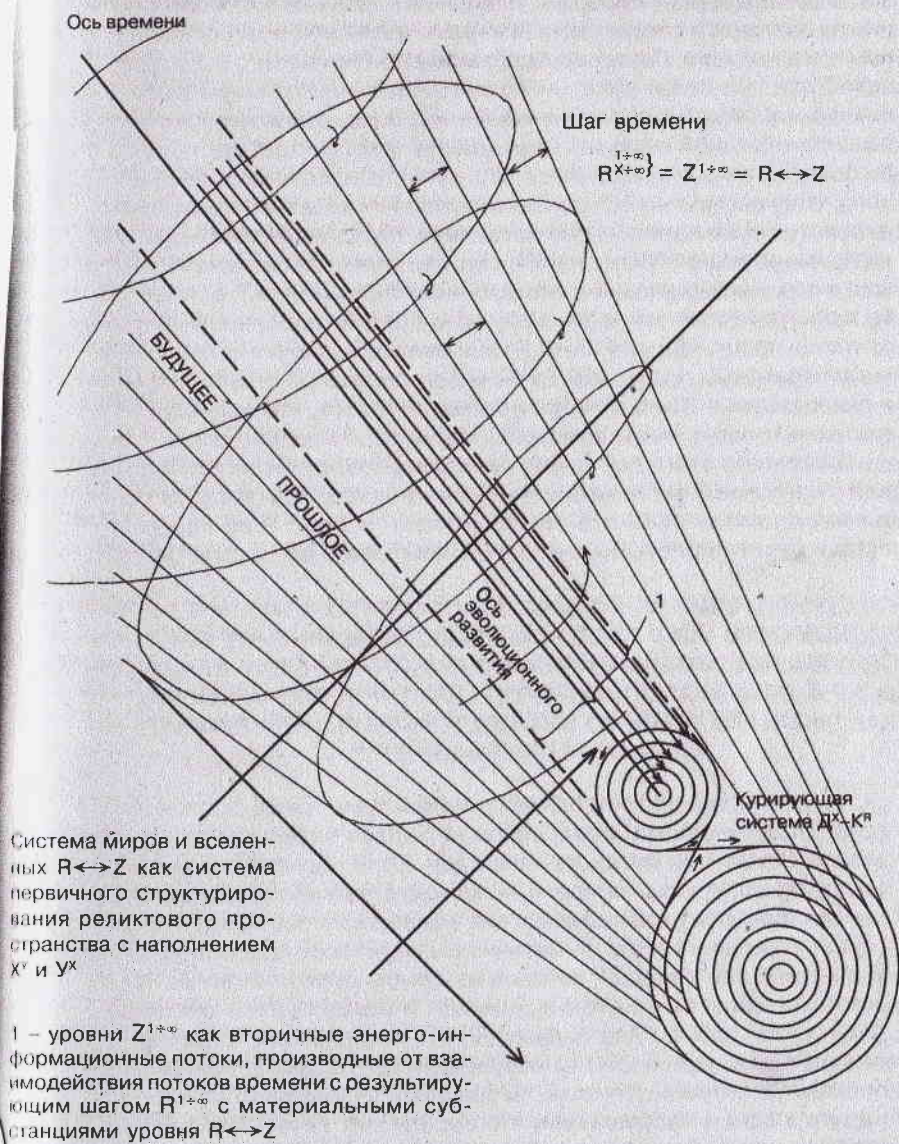 Ось времени
Шаг времени
R^{1÷∞}_{X÷∞}} = Z^{1÷∞} = R←→Z
БУДУЩЕЕ
ПРОШЛОЕ
Ось
эволюционного
развития
1
Курирующая
система Д^X–К^Я
Система миров и вселен-
ных R←→Z как система
первичного структуриро-
вания реликтового про-
странства с наполнением
X^Y и У^X
1 – уровни Z^{1÷∞} как вторичные энерго-ин-
формационные потоки, производные от вза-
имодействия потоков времени с результиру-
ющим шагом R^{1÷∞} с материальными суб-
станциями уровня R←→Z